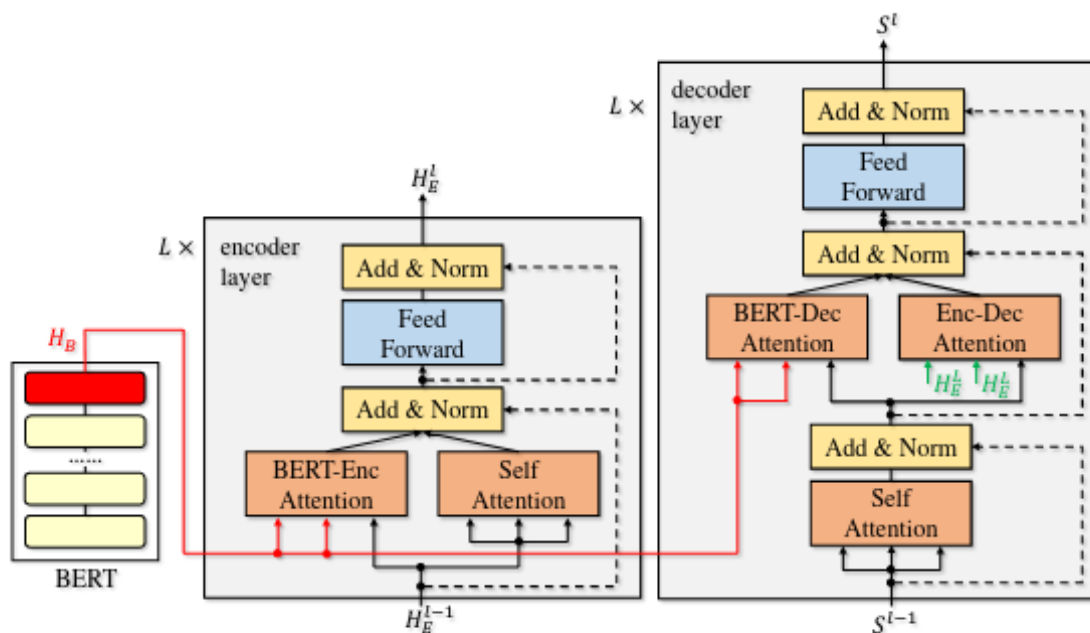 H_B
……
BERT
H_E^l
L ×
encoder
layer
Add & Norm
Feed
Forward
Add & Norm
BERT-Enc
Attention
Self
Attention
H_E^{l-1}
S^l
L ×
decoder
layer
Add & Norm
Feed
Forward
Add & Norm
BERT-Dec
Attention
Enc-Dec
Attention
H_E^L H_E^L
Add & Norm
Self
Attention
S^{l-1}